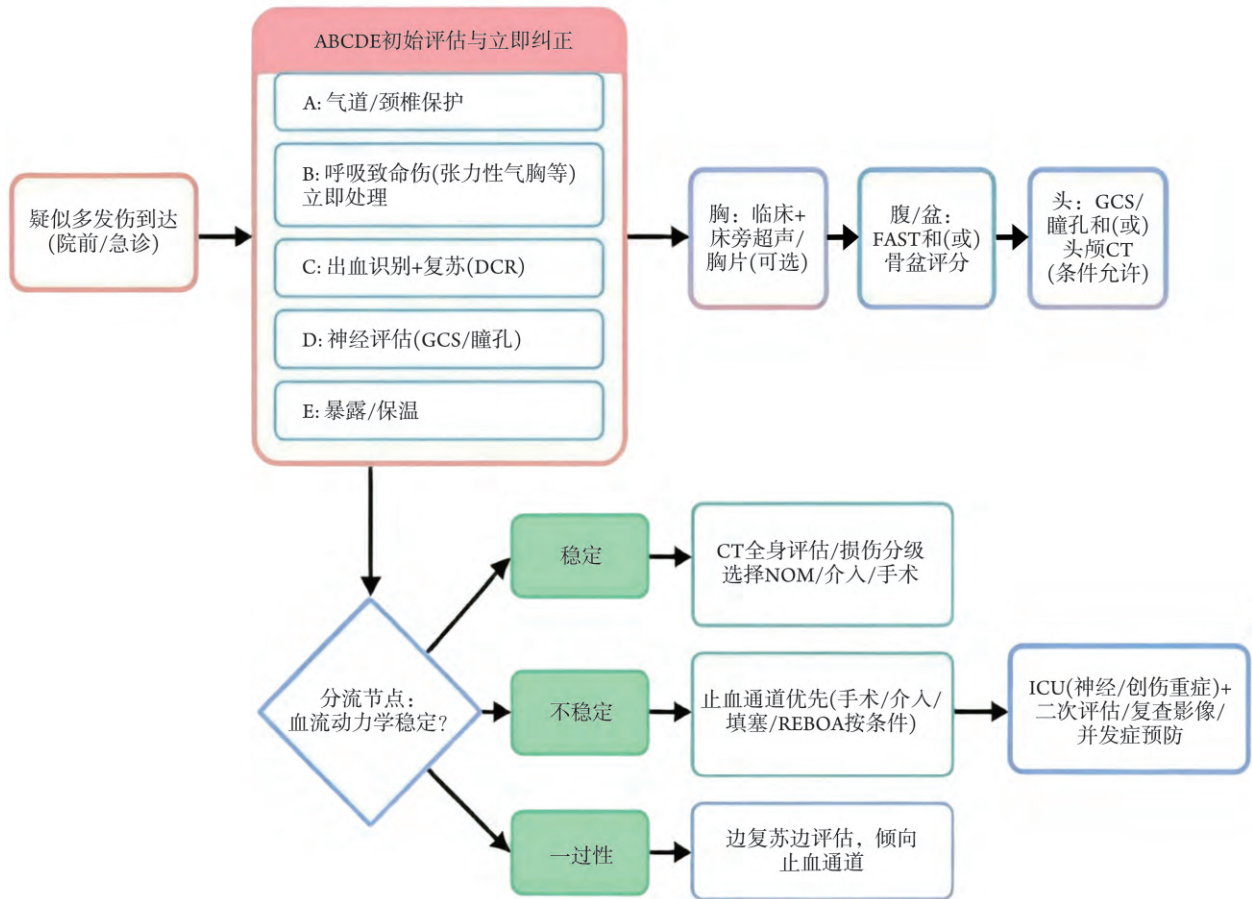 ABCDE初始评估与立即纠正
A: 气道/颈椎保护
B: 呼吸致命伤(张力性气胸等)
立即处理
C: 出血识别+复苏(DCR)
D: 神经评估(GCS/瞳孔)
E: 暴露/保温
疑似多发伤到达
(院前/急诊)
胸：临床+
床旁超声/
胸片(可选)
腹/盆：
FAST和(或)
骨盆评分
头：GCS/
瞳孔和(或)
头颅CT
(条件允许)
分流节点：
血流动力学稳定?
稳定
CT全身评估/损伤分级
选择NOM/介入/手术
不稳定
止血通道优先(手术/介入/
填塞/REBOA按条件)
ICU(神经/创伤重症)+
二次评估/复查影像/
并发症预防
一过性
边复苏边评估，倾向
止血通道